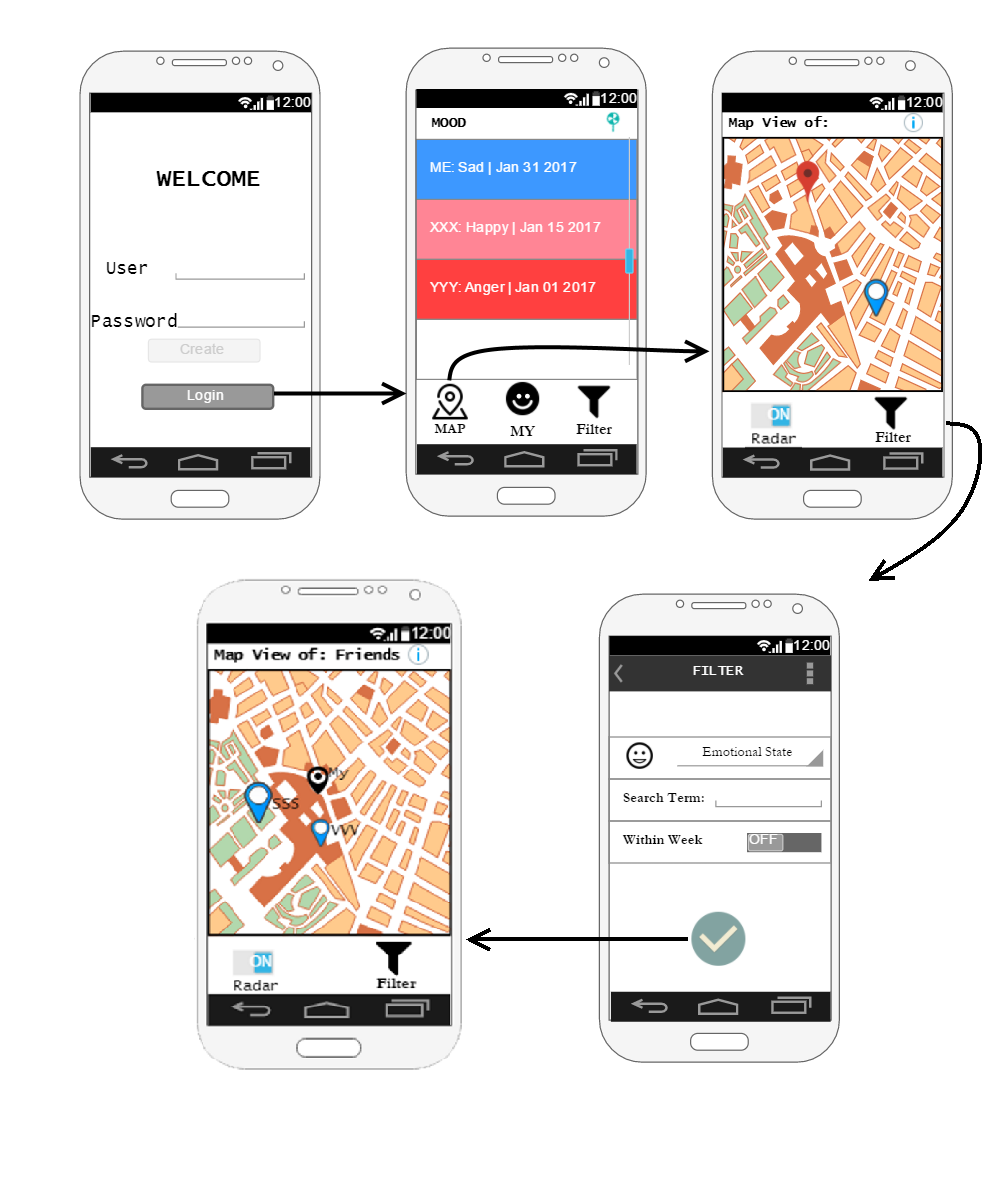 12:00
WELCOME
User
Password
Create
Login
12:00
MOOD
ME: Sad | Jan 31 2017
XXX: Happy | Jan 15 2017
YYY: Anger | Jan 01 2017
MAP
MY
Filter
12:00
Map View of:
i
ON
Radar
Filter
12:00
Map View of: Friends
i
My
SSS
VVV
ON
Radar
Filter
12:00
FILTER
Emotional State
Search Term:
Within Week
OFF